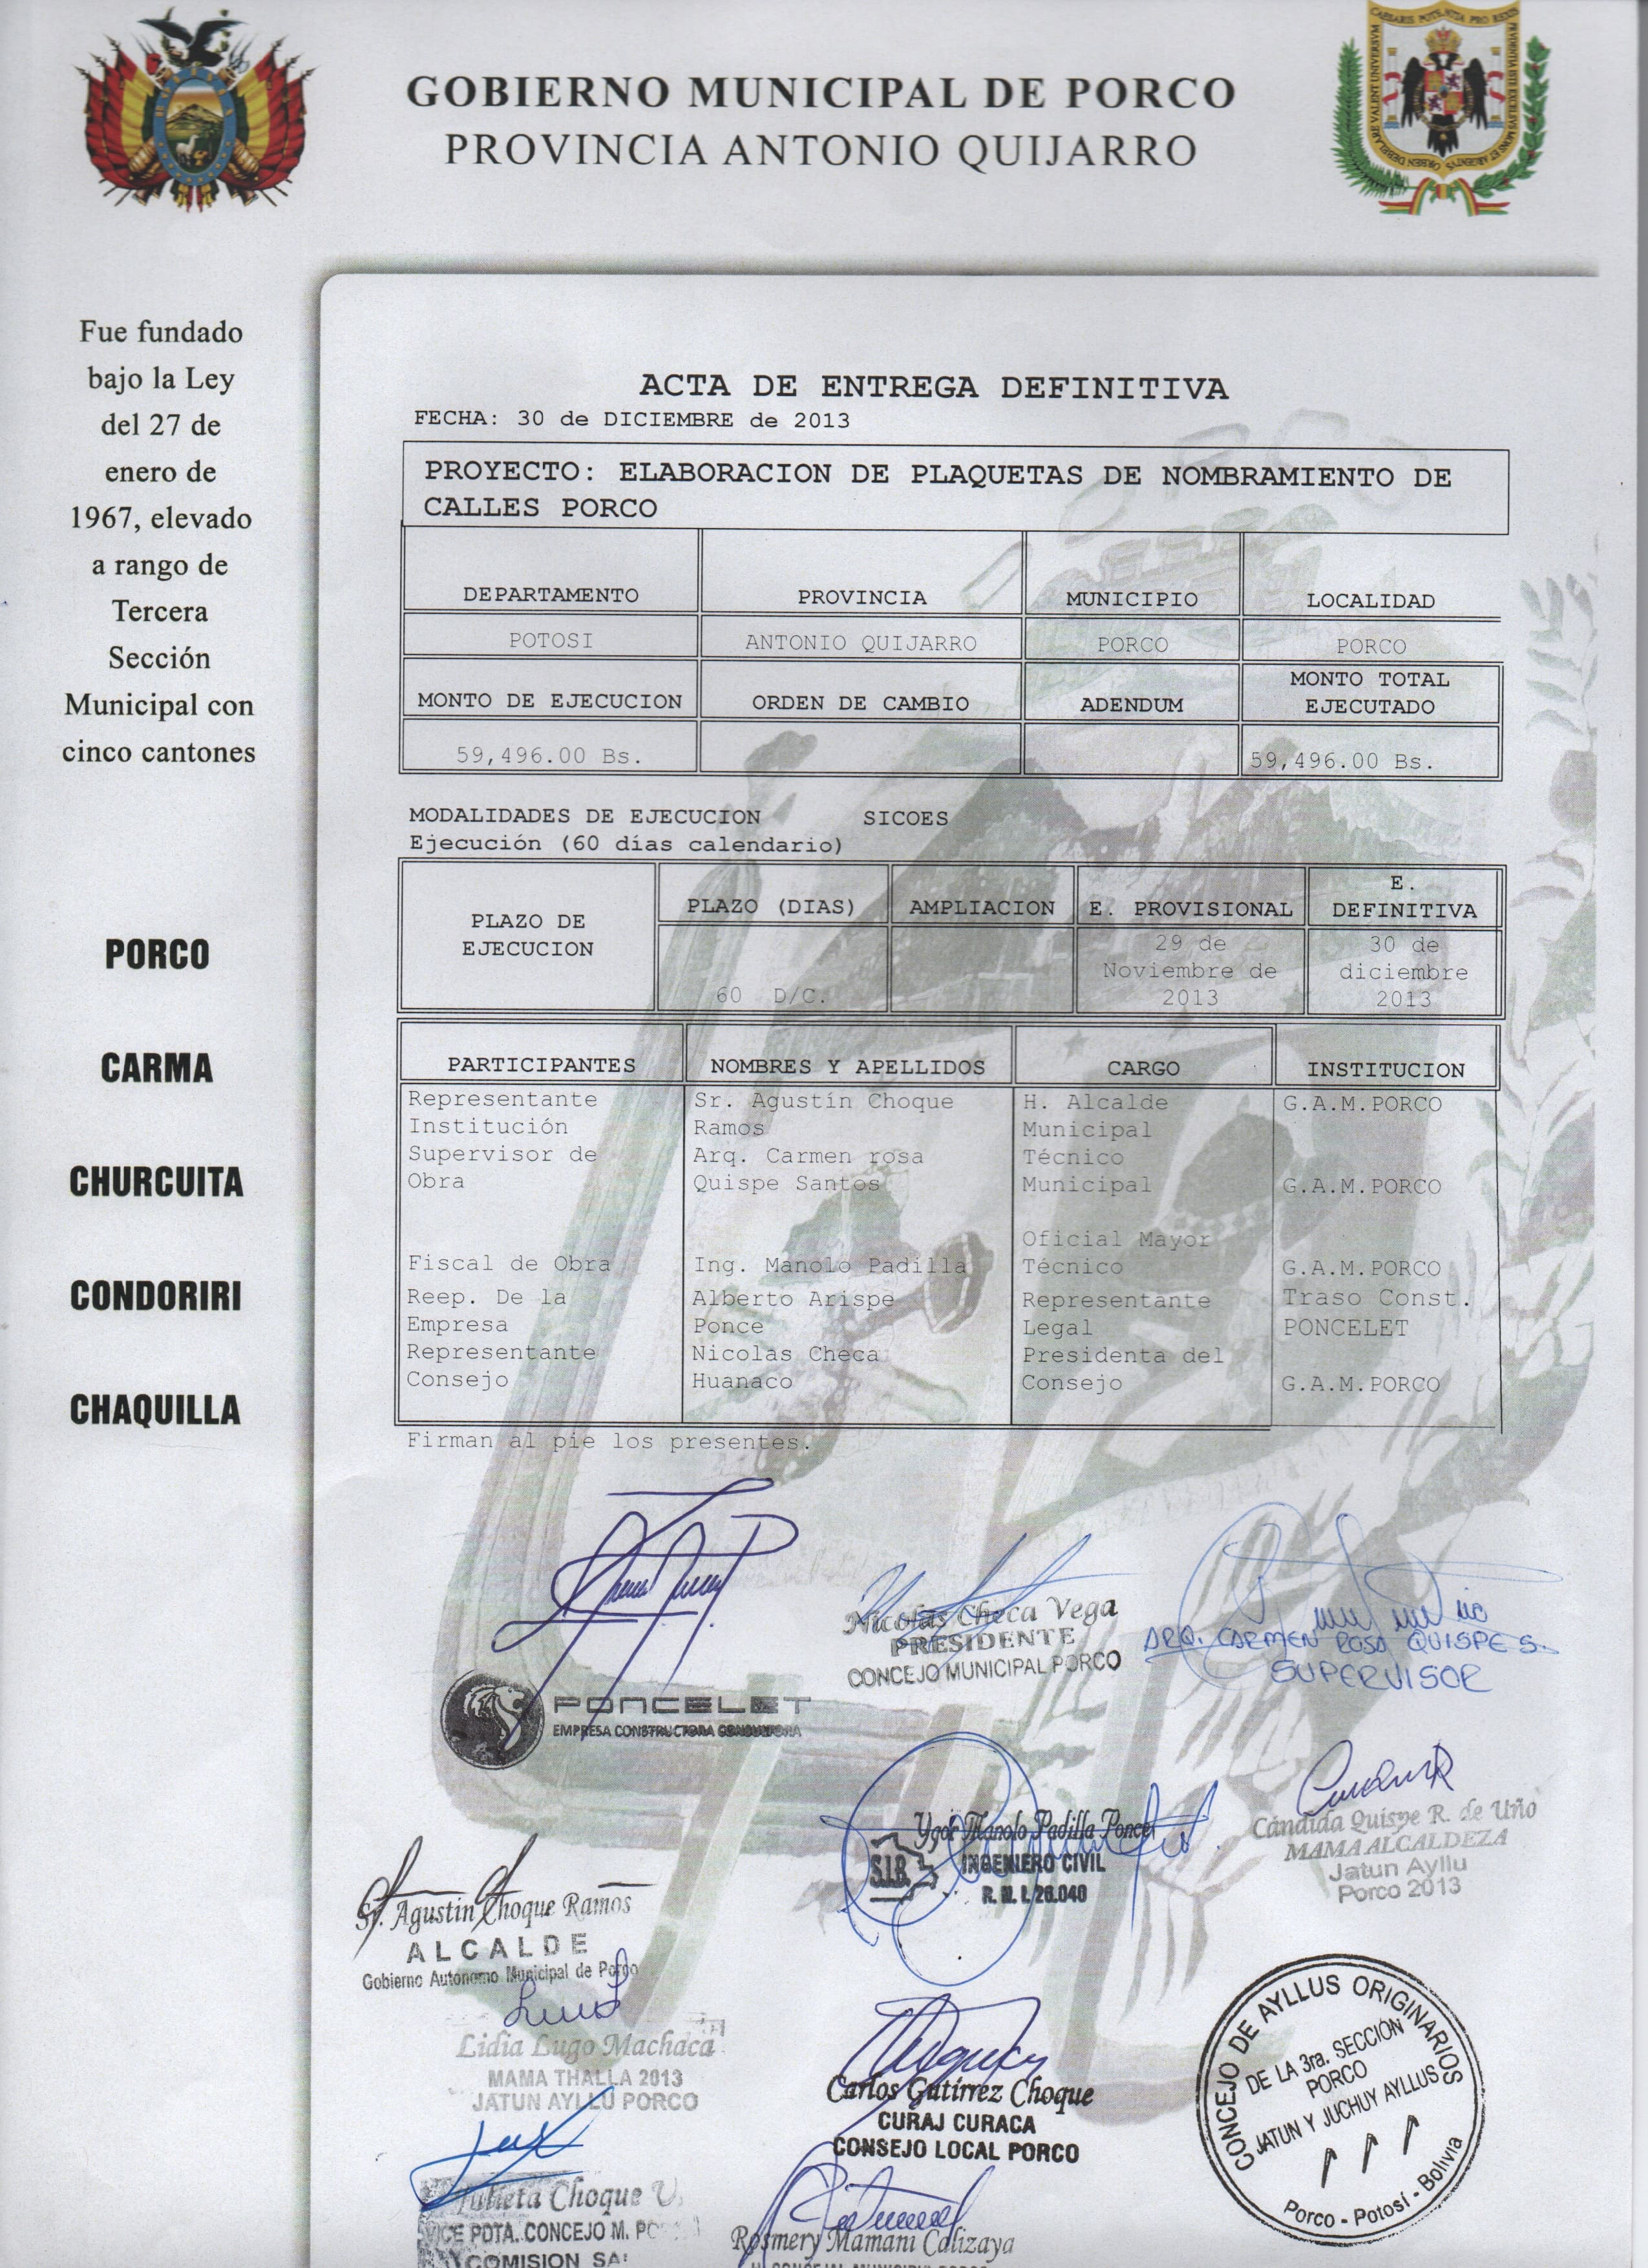 GOBIERNO MUNICIPAL DE PORCO
PROVINCIA ANTONIO QUIJARRO
Fue fundado
bajo la Ley
del 27 de
enero de
1967, elevado
a rango de
Tercera
Sección
Municipal con
cinco cantones
PORCO
CARMA
CHURCUITA
CONDORIRI
CHAQUILLA
ACTA DE ENTREGA DEFINITIVA
FECHA: 30 de DICIEMBRE de 2013
PROYECTO: ELABORACION DE PLAQUETAS DE NOMBRAMIENTO DE
CALLES PORCO
DEPARTAMENTO PROVINCIA MUNICIPIO LOCALIDAD
POTOSI ANTONIO QUIJARRO PORCO PORCO
MONTO DE EJECUCION ORDEN DE CAMBIO ADENDUM MONTO TOTAL
EJECUTADO
59,496.00 Bs. 59,496.00 Bs.
MODALIDADES DE EJECUCION SICOES
Ejecución (60 días calendario)
PLAZO DE
EJECUCION
PLAZO (DIAS) AMPLIACION E. PROVISIONAL E.
DEFINITIVA
60 D/C.
29 de
Noviembre de
2013
30 de
diciembre
2013
PARTICIPANTES NOMBRES Y APELLIDOS CARGO INSTITUCION
Representante Sr. Agustín Choque H. Alcalde G.A.M.PORCO
Institución Ramos Municipal
Supervisor de Arq. Carmen rosa Técnico
Obra Quispe Santos Municipal G.A.M.PORCO
Oficial Mayor
Fiscal de Obra Ing. Manolo Padilla Técnico G.A.M.PORCO
Reep. De la Alberto Arispe Representante Traso Const.
Empresa Ponce Legal PONCELET
Representante Nicolas Checa Presidenta del
Consejo Huanaco Consejo G.A.M.PORCO
Firman al pie los presentes.
PONCELET
EMPRESA CONSTRUCTORA CONSULTORA
Nicolás Checa Vega
PRESIDENTE
CONCEJO MUNICIPAL PORCO
ARQ. CARMEN ROSA QUISPE S.
SUPERVISOR
Ygor Manolo Padilla Poncet
S.I.B.
INGENIERO CIVIL
R. N. I. 26.040
Cándida Quispe R. de Uño
MAMA ALCALDEZA
Jatun Ayllu
Porco 2013
Sr. Agustín Choque Ramos
ALCALDE
Gobierno Autónomo Municipal de Porco
Lidia Lugo Machaca
MAMA THALLA 2013
JATUN AYLLU PORCO
Carlos Gutirrez Choque
CURAJ CURACA
CONSEJO LOCAL PORCO
CONCEJO DE AYLLUS ORIGINARIOS
DE LA 3ra. SECCIÓN
PORCO
JATUN Y JUCHUY AYLLUS
Porco - Potosí - Bolivia
Julieta Choque U.
VICE PDTA. CONCEJO M.
COMISION
Rosmery Mamani Calizaya